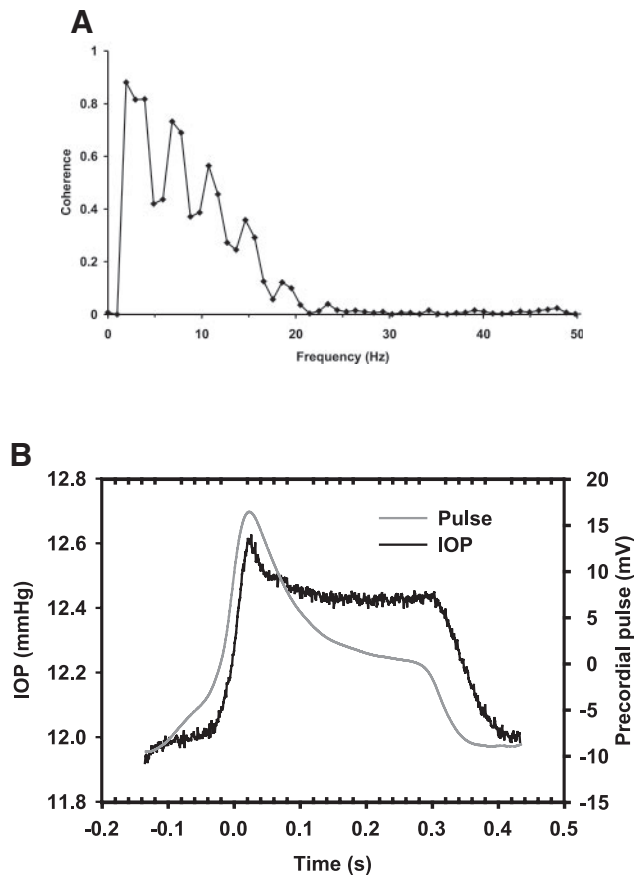 A
1
0.8
0.6
0.4
0.2
0
Coherence
0 10 20 30 40 50
Frequency (Hz)
B
12.8
12.6
12.4
12.2
12.0
11.8
IOP (mmHg)
Pulse
IOP
20
15
10
5
0
-5
-10
-15
Precordial pulse (mV)
-0.2 -0.1 0.0 0.1 0.2 0.3 0.4 0.5
Time (s)